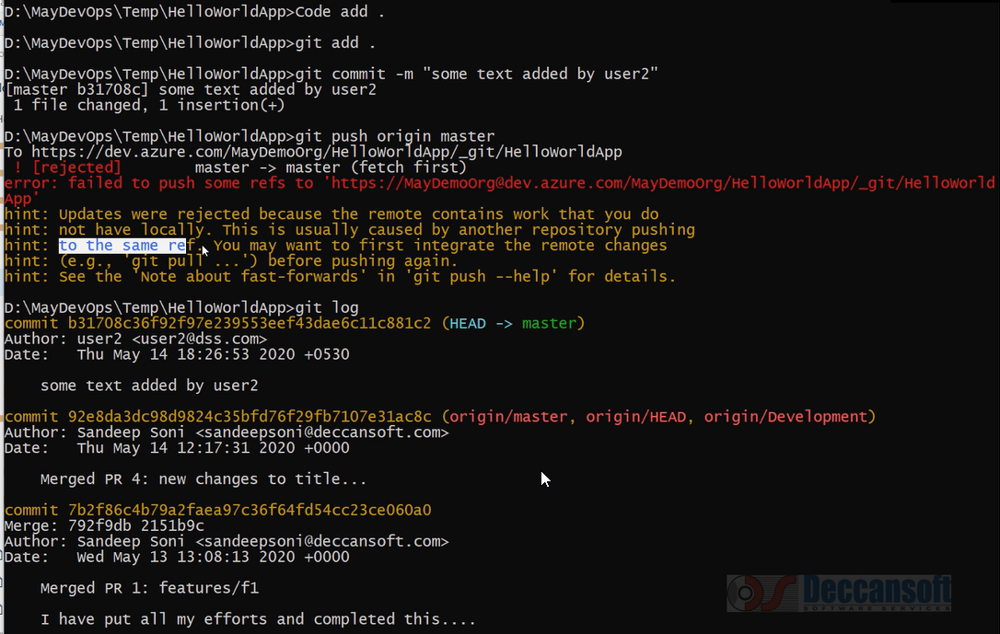 D:\MayDevOps\Temp\HelloWorldApp>Code add .
D:\MayDevOps\Temp\HelloWorldApp>git add .
D:\MayDevOps\Temp\HelloWorldApp>git commit -m "some text added by user2"
[master b31708c] some text added by user2
 1 file changed, 1 insertion(+)
D:\MayDevOps\Temp\HelloWorldApp>git push origin master
To https://dev.azure.com/MayDemoOrg/HelloWorldApp/_git/HelloWorldApp
 ! [rejected]        master -> master (fetch first)
error: failed to push some refs to 'https://MayDemoOrg@dev.azure.com/MayDemoOrg/HelloWorldApp/_git/HelloWorld
App'
hint: Updates were rejected because the remote contains work that you do
hint: not have locally. This is usually caused by another repository pushing
hint: to the same ref. You may want to first integrate the remote changes
hint: (e.g., 'git pull ...') before pushing again.
hint: See the 'Note about fast-forwards' in 'git push --help' for details.
D:\MayDevOps\Temp\HelloWorldApp>git log
commit b31708c36f92f97e239553eef43dae6c11c881c2 (HEAD -> master)
Author: user2 <user2@dss.com>
Date:   Thu May 14 18:26:53 2020 +0530
    some text added by user2
commit 92e8da3dc98d9824c35bfd76f29fb7107e31ac8c (origin/master, origin/HEAD, origin/Development)
Author: Sandeep Soni <sandeepsoni@deccansoft.com>
Date:   Thu May 14 12:17:31 2020 +0000
    Merged PR 4: new changes to title...
commit 7b2f86c4b79a2faea97c36f64fd54cc23ce060a0
Merge: 792f9db 2151b9c
Author: Sandeep Soni <sandeepsoni@deccansoft.com>
Date:   Wed May 13 13:08:13 2020 +0000
    Merged PR 1: features/f1
    I have put all my efforts and completed this....
Deccansoft
SOFTWARE SERVICES